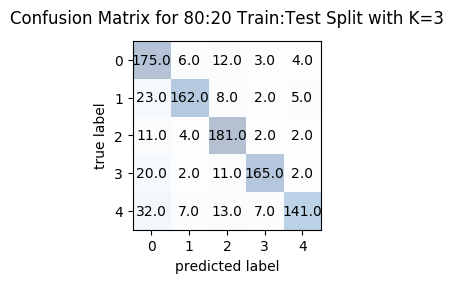 Confusion Matrix for 80:20 Train:Test Split with K=3
0 175.0 6.0 12.0 3.0 4.0
1 23.0 162.0 8.0 2.0 5.0
2 11.0 4.0 181.0 2.0 2.0
3 20.0 2.0 11.0 165.0 2.0
4 32.0 7.0 13.0 7.0 141.0
0 1 2 3 4
true label
predicted label